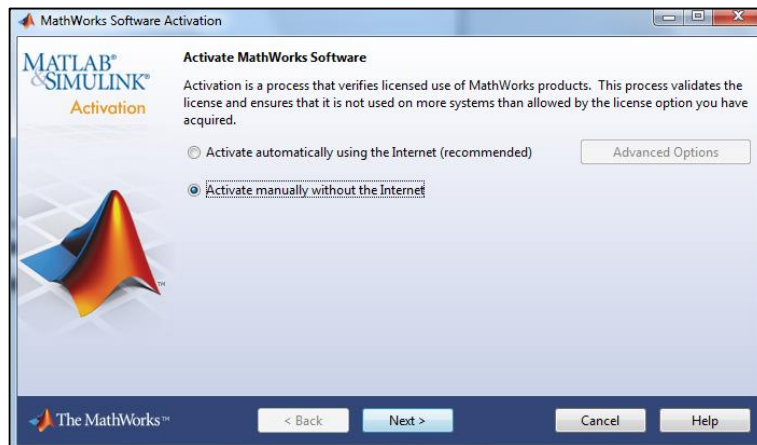 MathWorks Software Activation
MATLAB®
&SIMULINK®
Activation
Activate MathWorks Software
Activation is a process that verifies licensed use of MathWorks products. This process validates the
license and ensures that it is not used on more systems than allowed by the license option you have
acquired.
Activate automatically using the Internet (recommended)
Advanced Options
Activate manually without the Internet
TM
The MathWorks™
< Back
Next >
Cancel
Help